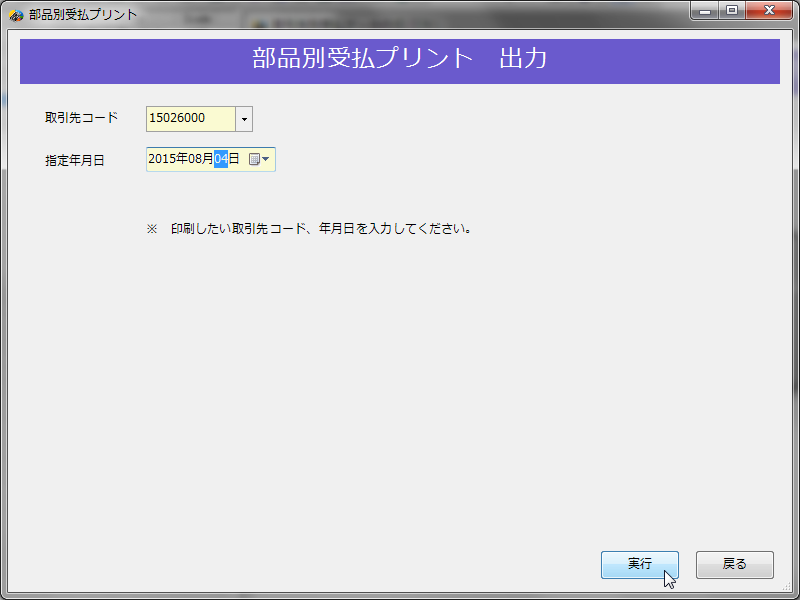 部品別受払プリント
部品別受払プリント　出力
取引先コード 15026000
指定年月日 2015年08月04日
※　印刷したい取引先コード、年月日を入力してください。
実行 戻る